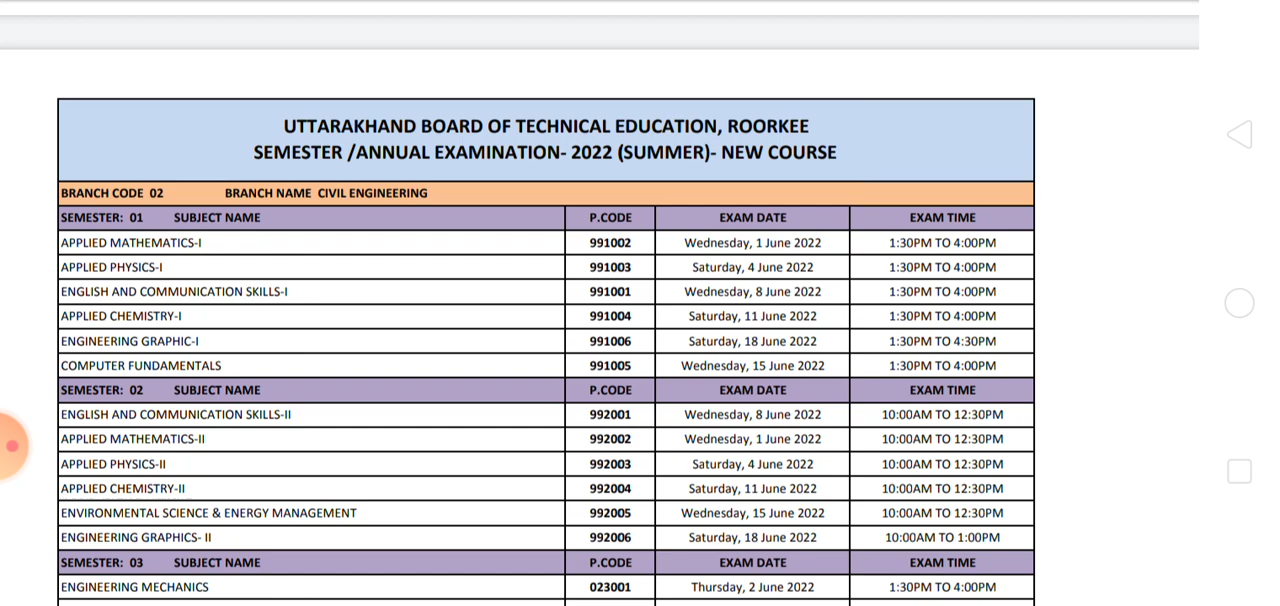 UTTARAKHAND BOARD OF TECHNICAL EDUCATION, ROORKEE
SEMESTER /ANNUAL EXAMINATION- 2022 (SUMMER)- NEW COURSE
BRANCH CODE 02 BRANCH NAME CIVIL ENGINEERING
SEMESTER: 01 SUBJECT NAME P.CODE EXAM DATE EXAM TIME
APPLIED MATHEMATICS-I 991002 Wednesday, 1 June 2022 1:30PM TO 4:00PM
APPLIED PHYSICS-I 991003 Saturday, 4 June 2022 1:30PM TO 4:00PM
ENGLISH AND COMMUNICATION SKILLS-I 991001 Wednesday, 8 June 2022 1:30PM TO 4:00PM
APPLIED CHEMISTRY-I 991004 Saturday, 11 June 2022 1:30PM TO 4:00PM
ENGINEERING GRAPHIC-I 991006 Saturday, 18 June 2022 1:30PM TO 4:30PM
COMPUTER FUNDAMENTALS 991005 Wednesday, 15 June 2022 1:30PM TO 4:00PM
SEMESTER: 02 SUBJECT NAME P.CODE EXAM DATE EXAM TIME
ENGLISH AND COMMUNICATION SKILLS-II 992001 Wednesday, 8 June 2022 10:00AM TO 12:30PM
APPLIED MATHEMATICS-II 992002 Wednesday, 1 June 2022 10:00AM TO 12:30PM
APPLIED PHYSICS-II 992003 Saturday, 4 June 2022 10:00AM TO 12:30PM
APPLIED CHEMISTRY-II 992004 Saturday, 11 June 2022 10:00AM TO 12:30PM
ENVIRONMENTAL SCIENCE & ENERGY MANAGEMENT 992005 Wednesday, 15 June 2022 10:00AM TO 12:30PM
ENGINEERING GRAPHICS- II 992006 Saturday, 18 June 2022 10:00AM TO 1:00PM
SEMESTER: 03 SUBJECT NAME P.CODE EXAM DATE EXAM TIME
ENGINEERING MECHANICS 023001 Thursday, 2 June 2022 1:30PM TO 4:00PM